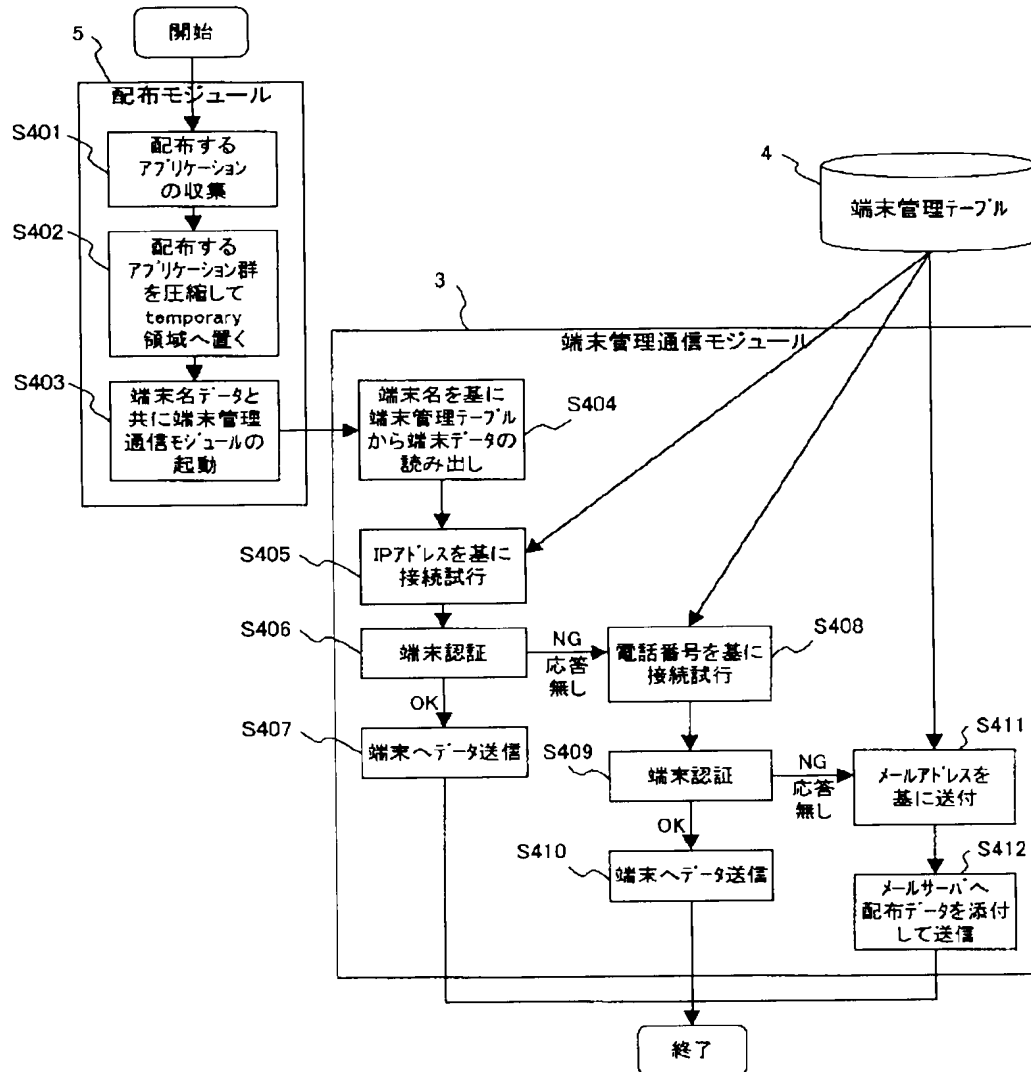 開始
5
配布モジュール
S401
配布する
アプリケーション
の収集
4
端末管理テーブル
S402
配布する
アプリケーション群
を圧縮して
temporary
領域へ置く
3
端末管理通信モジュール
S403
端末名データと
共に端末管理
通信モジュールの
起動
端末名を基に
端末管理テーブル
から端末データの
読み出し
S404
S405
IPアドレスを基に
接続試行
S406
端末認証
NG
応答
無し
電話番号を基に
接続試行
S408
OK
S407
端末へデータ送信
S409
端末認証
NG
応答
無し
S411
メールアドレスを
基に送付
OK
S410
端末へデータ送信
S412
メールサーバへ
配布データを添付
して送信
終了